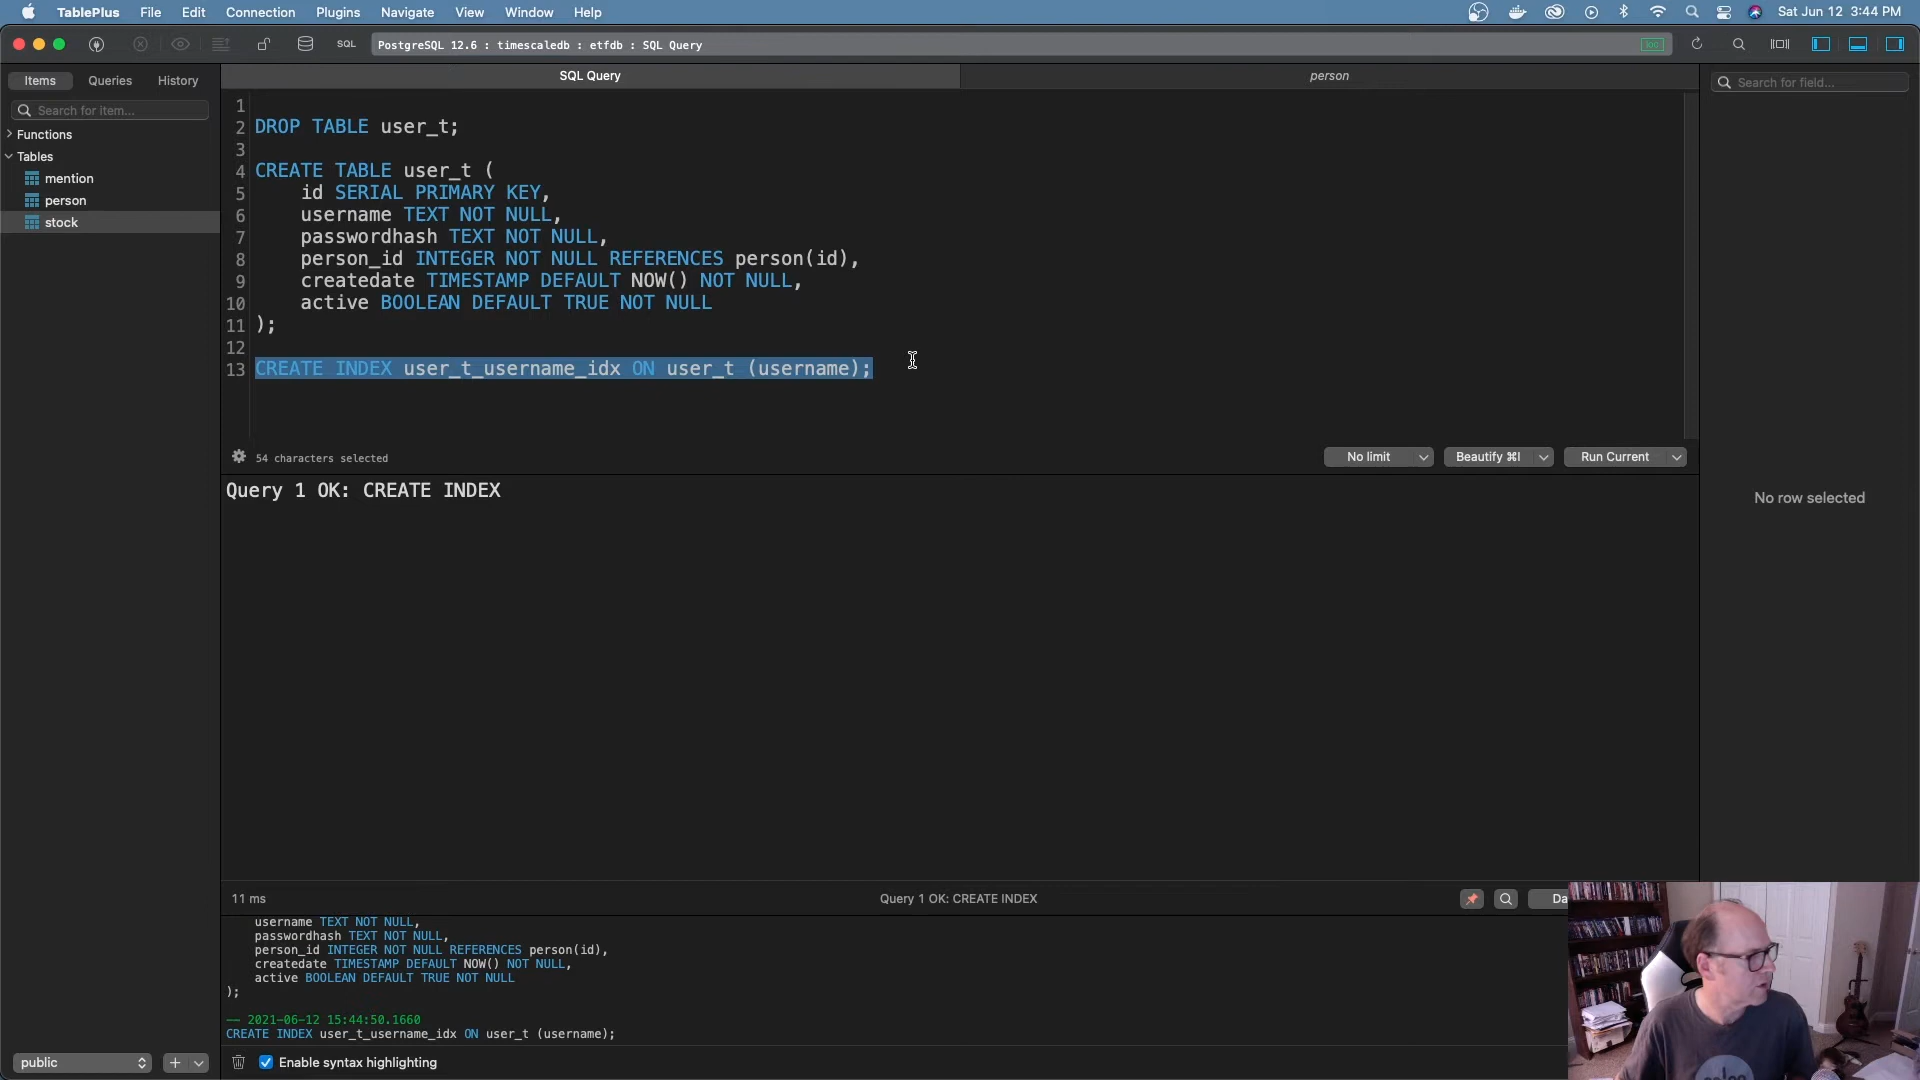 TablePlus File Edit Connection Plugins Navigate View Window Help Sat Jun 12 3:44 PM
SQL PostgreSQL 12.6 : timescaledb : etfdb : SQL Query loc
Items Queries History
SQL Query
person
Search for item...
Search for field...
Functions
Tables
mention
person
stock
1
2 DROP TABLE user_t;
3
4 CREATE TABLE user_t (
5 id SERIAL PRIMARY KEY,
6 username TEXT NOT NULL,
7 passwordhash TEXT NOT NULL,
8 person_id INTEGER NOT NULL REFERENCES person(id),
9 createdate TIMESTAMP DEFAULT NOW() NOT NULL,
10 active BOOLEAN DEFAULT TRUE NOT NULL
11 );
12
13 CREATE INDEX user_t_username_idx ON user_t (username);
54 characters selected
No limit Beautify ⌘I Run Current
Query 1 OK: CREATE INDEX
No row selected
11 ms Query 1 OK: CREATE INDEX Da
username TEXT NOT NULL,
passwordhash TEXT NOT NULL,
person_id INTEGER NOT NULL REFERENCES person(id),
createdate TIMESTAMP DEFAULT NOW() NOT NULL,
active BOOLEAN DEFAULT TRUE NOT NULL
);
-- 2021-06-12 15:44:50.1660
CREATE INDEX user_t_username_idx ON user_t (username);
public + Enable syntax highlighting